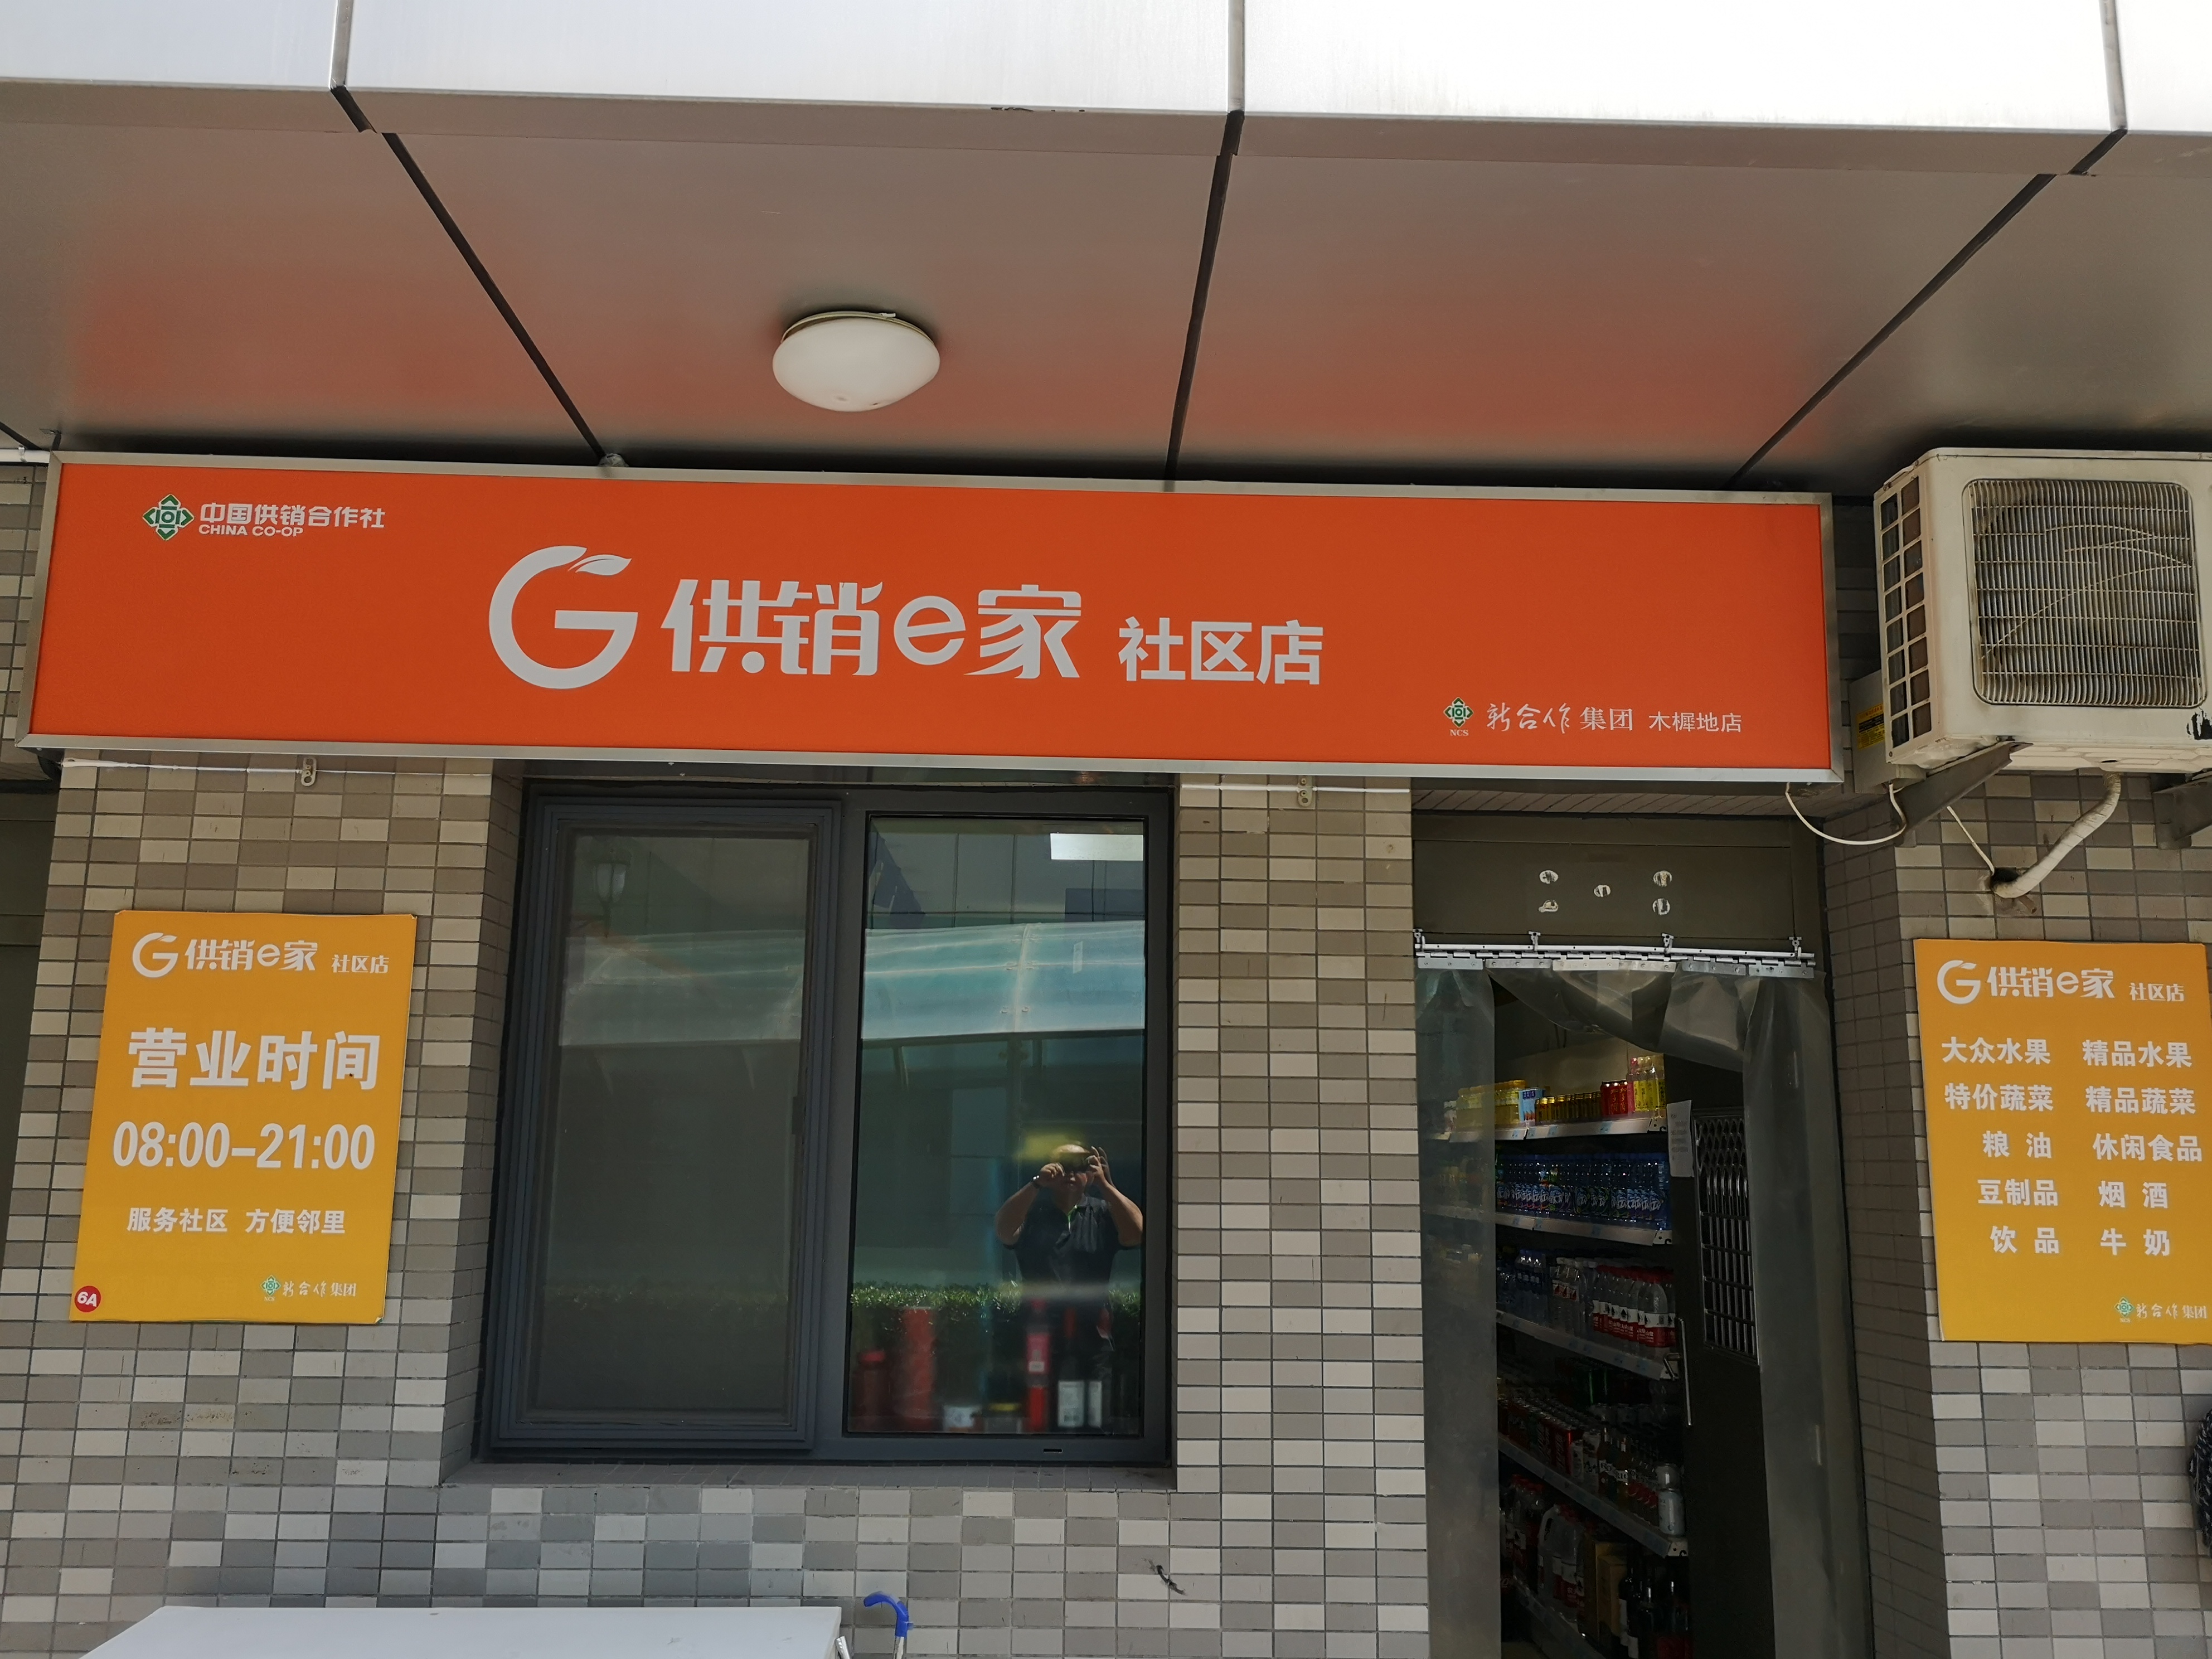 中国供销合作社
CHINA CO-OP
供销e家 社区店
NCS 新合作集团 木樨地店
供销e家 社区店
营业时间
08:00-21:00
服务社区 方便邻里
新合作集团
6A
供销e家 社区店
大众水果 精品水果
特价蔬菜 精品蔬菜
粮 油 休闲食品
豆制品 烟 酒
饮 品 牛 奶
新合作集团